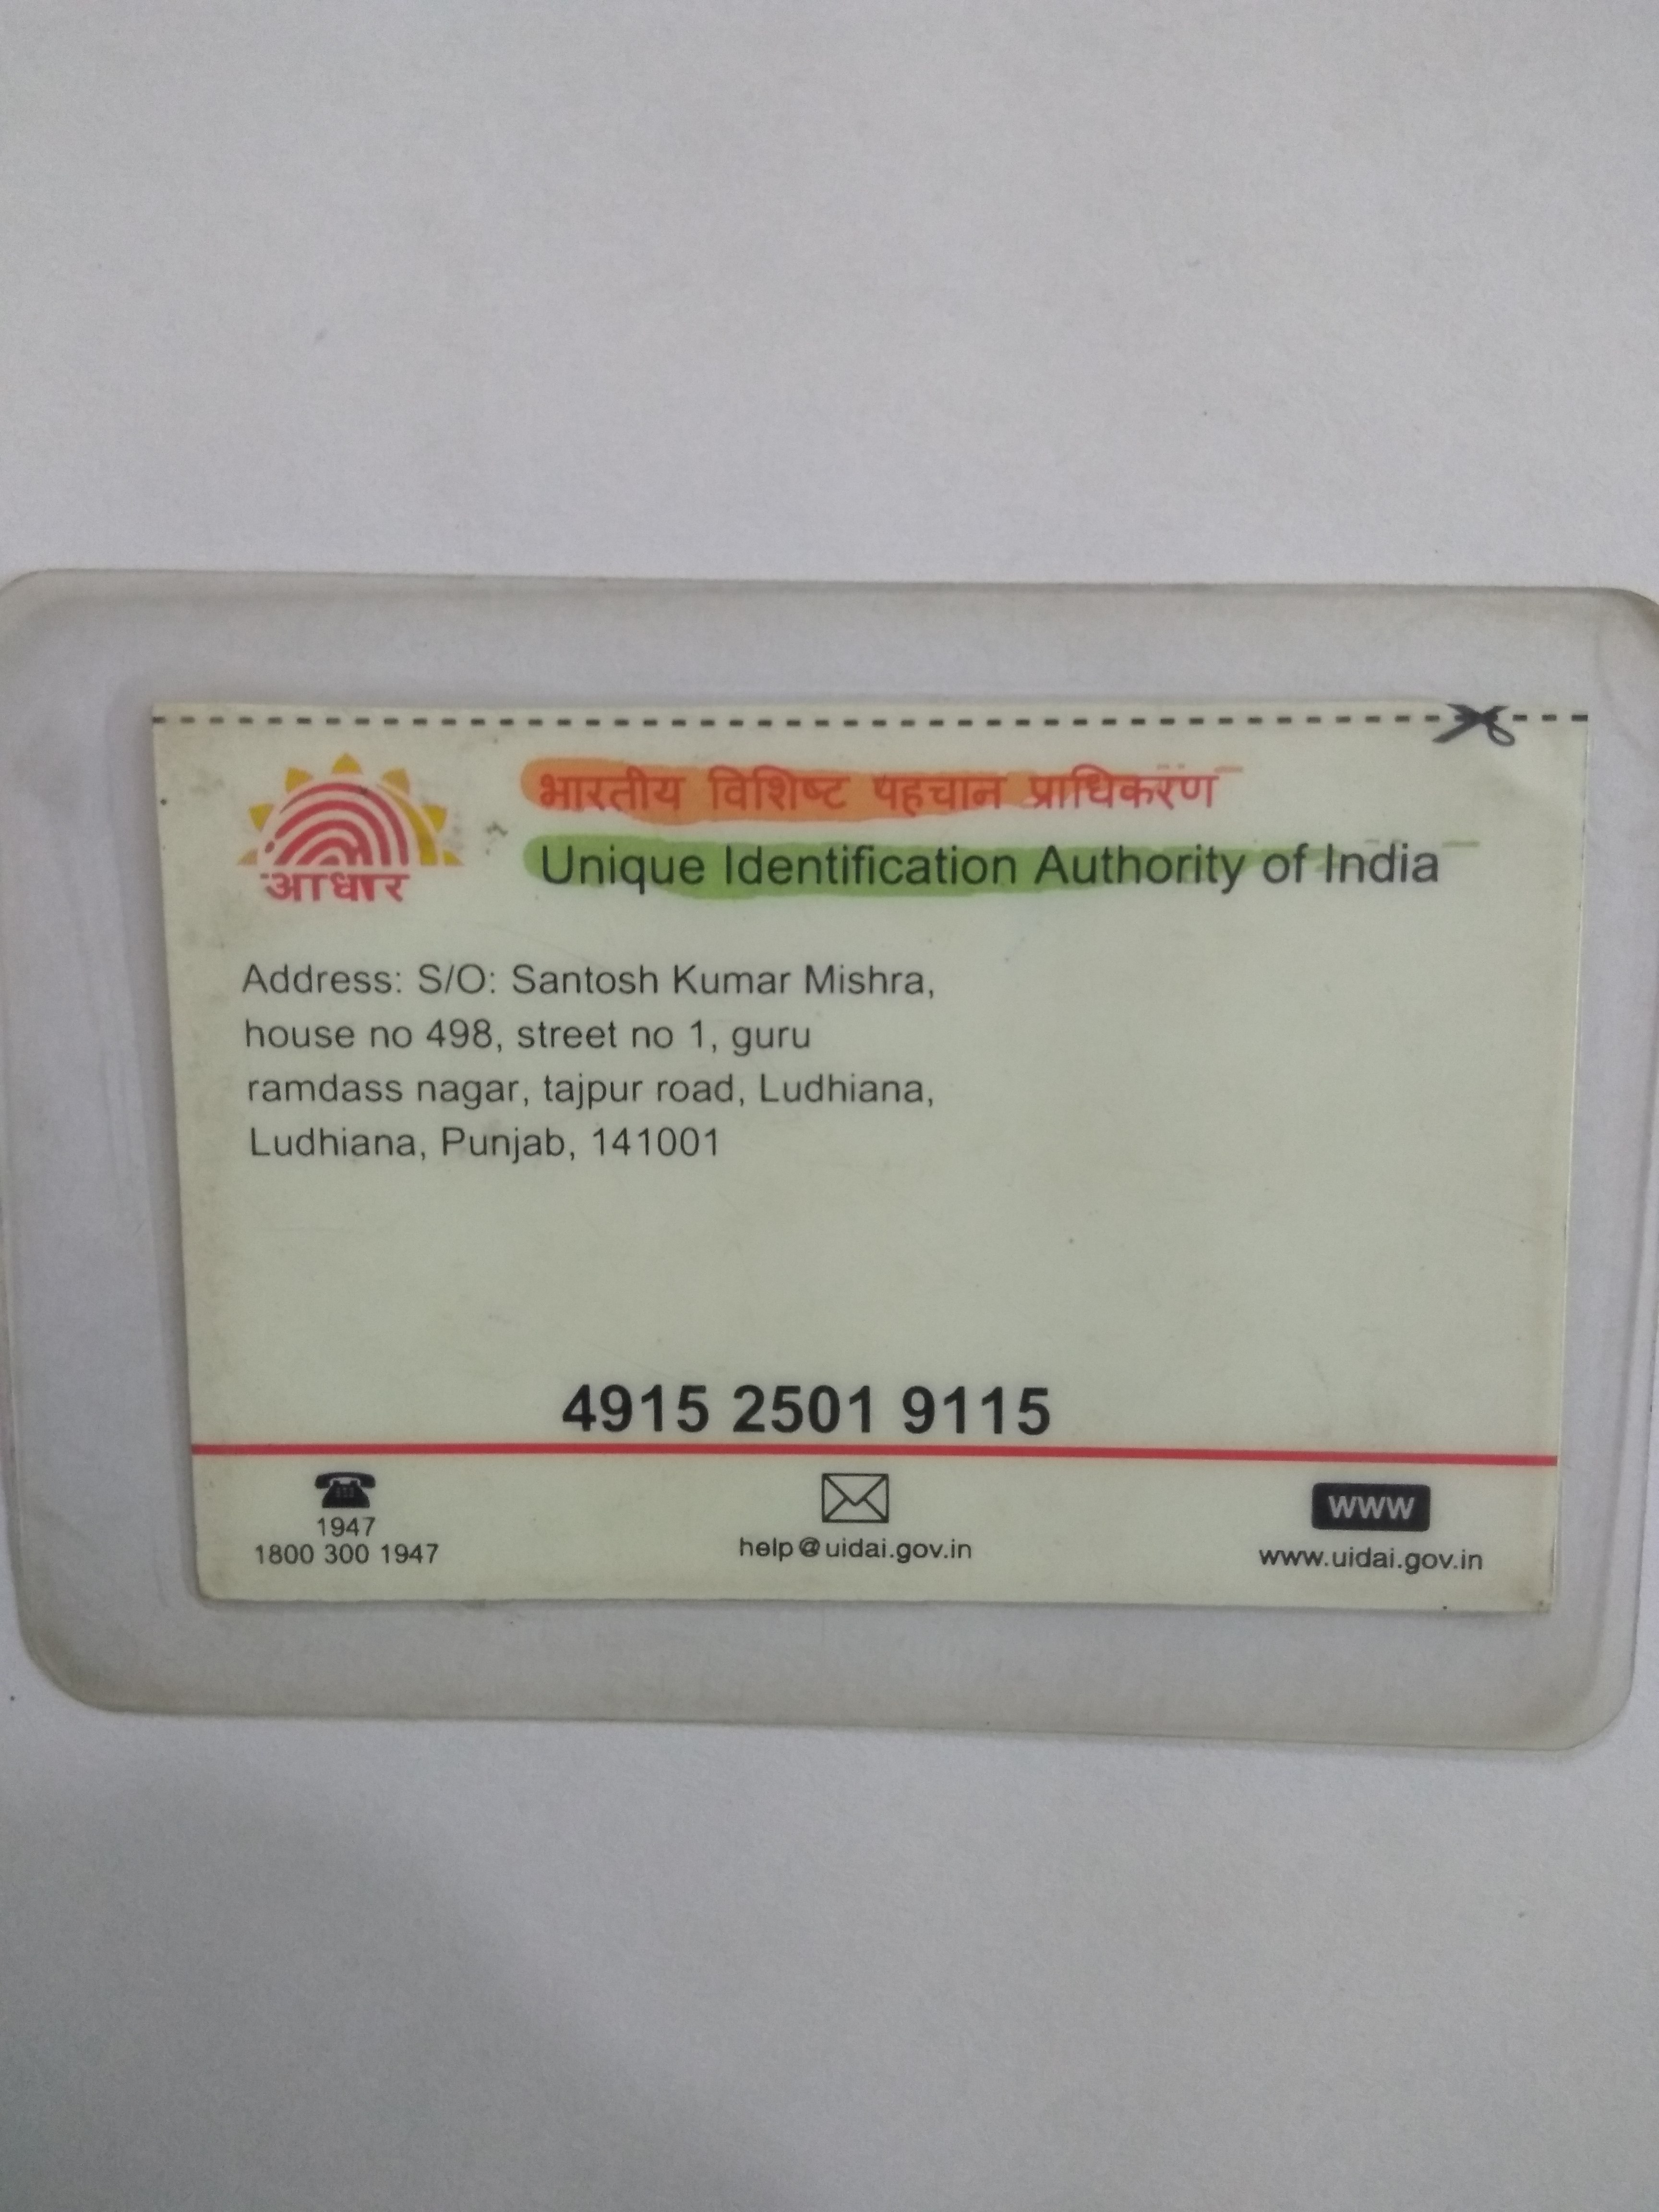 भारतीय विशिष्ट पहचान प्राधिकरण
Unique Identification Authority of India
आधार
Address: S/O: Santosh Kumar Mishra,
house no 498, street no 1, guru
ramdass nagar, tajpur road, Ludhiana,
Ludhiana, Punjab, 141001
4915 2501 9115
1947
1800 300 1947
help@uidai.gov.in
WWW
www.uidai.gov.in